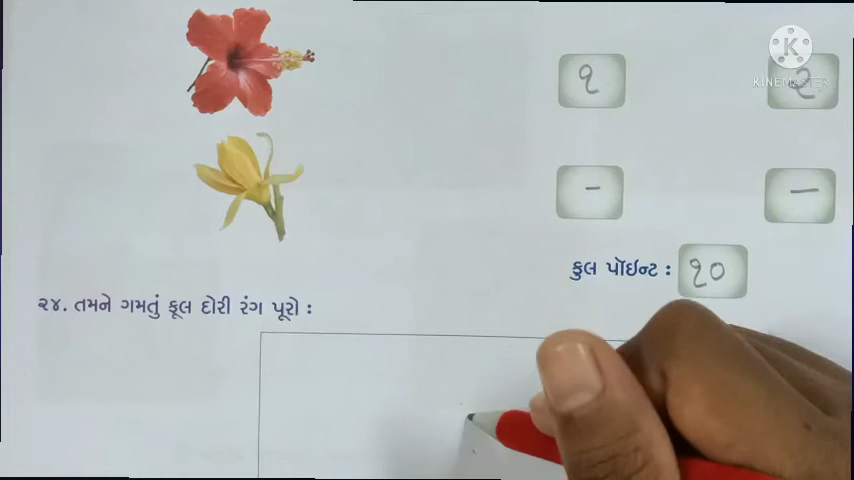 ૧ ૨
K
KINEMASTER
– –
કુલ પૉઇન્ટ : ૧૦
૨૪. તમને ગમતું ફૂલ દોરી રંગ પૂરો :